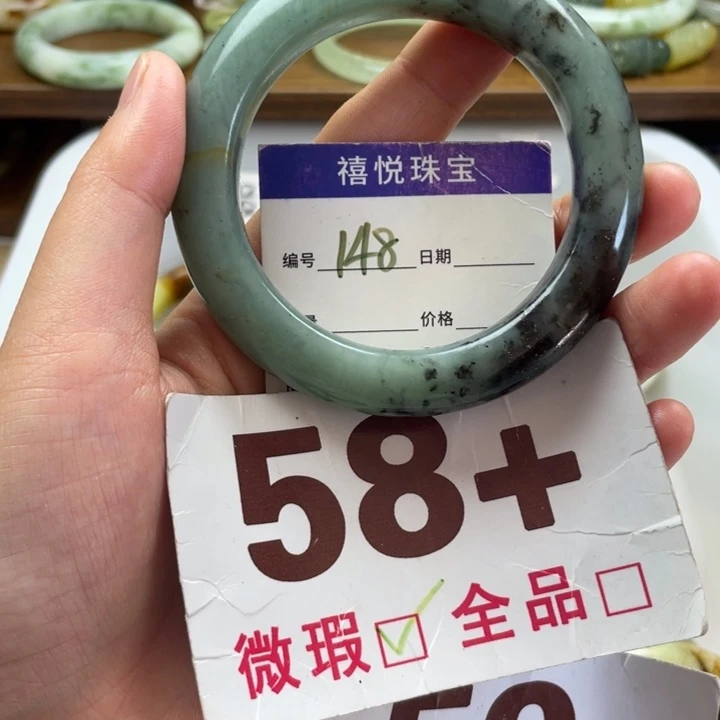 禧悦珠宝
编号 148 日期
价格
58+
微瑕 ☑ 全品 □